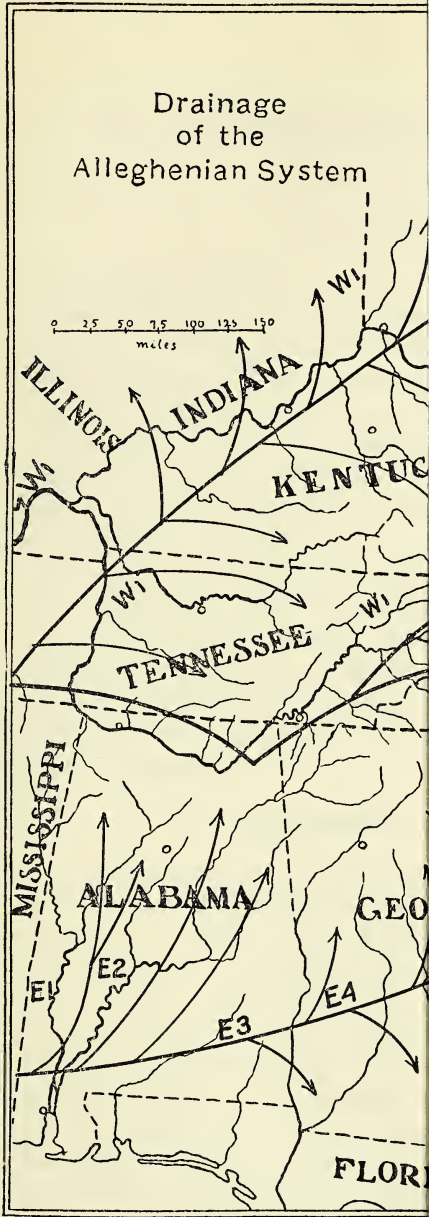 Drainage
of the
Alleghenian System
0 25 50 75 100 125 150
miles
W1
ILLINOIS
INDIANA
W1
KENTUC
W1
W1
TENNESSEE
MISSISSIPPI
ALABAMA
GEO
E1
E2
E3
E4
FLORI